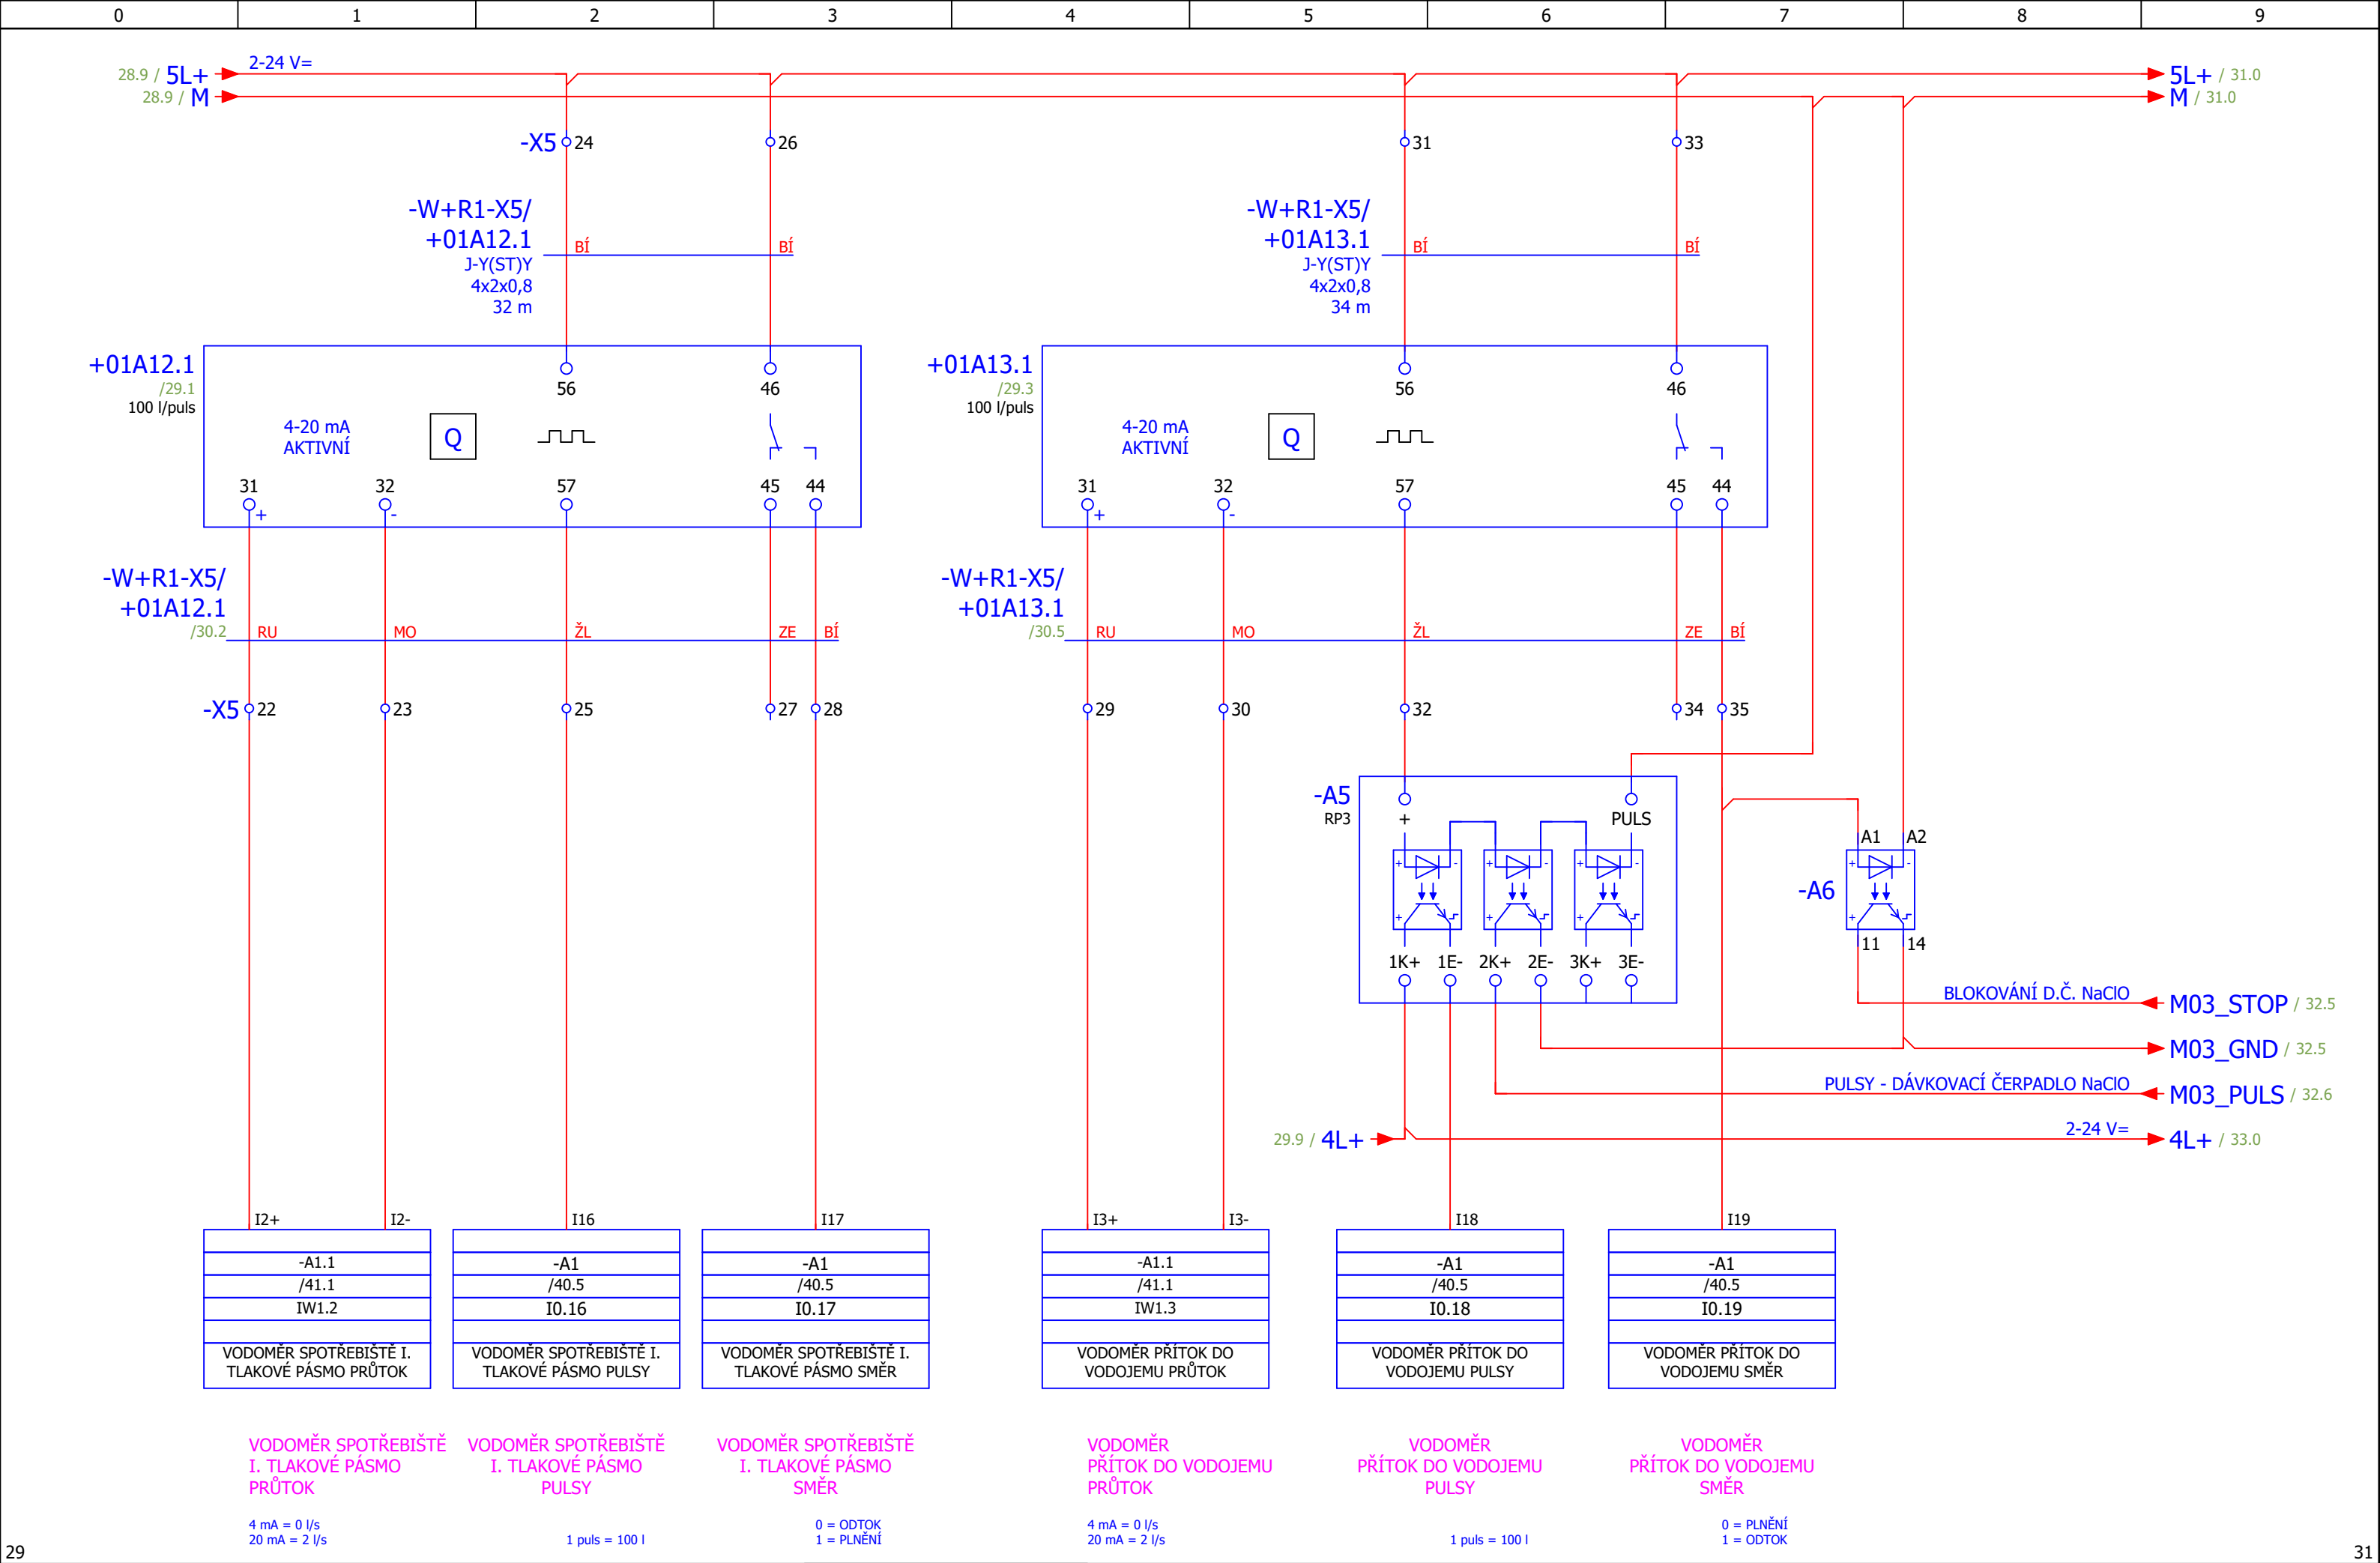 0 1 2 3 4 5 6 7 8 9
28.9 / 5L+ 2-24 V= 5L+ / 31.0
28.9 / M M / 31.0
-X5 24 26 31 33
-W+R1-X5/
+01A12.1
J-Y(ST)Y
4x2x0,8
32 m
BÍ BÍ
-W+R1-X5/
+01A13.1
J-Y(ST)Y
4x2x0,8
34 m
BÍ BÍ
+01A12.1
/29.1
100 l/puls
56 46
4-20 mA
AKTIVNÍ
Q
31 32 57 45 44
+ -
+01A13.1
/29.3
100 l/puls
56 46
4-20 mA
AKTIVNÍ
Q
31 32 57 45 44
+ -
-W+R1-X5/
+01A12.1
/30.2 RU MO ŽL ZE BÍ
-W+R1-X5/
+01A13.1
/30.5 RU MO ŽL ZE BÍ
-X5 22 23 25 27 28 29 30 32 34 35
-A5
RP3
+ PULS
+ - + - + -
+ + +
1K+ 1E- 2K+ 2E- 3K+ 3E-
A1 A2
-A6
+ -
+
11 14
BLOKOVÁNÍ D.Č. NaClO M03_STOP / 32.5
M03_GND / 32.5
PULSY - DÁVKOVACÍ ČERPADLO NaClO M03_PULS / 32.6
29.9 / 4L+ 2-24 V= 4L+ / 33.0
I2+ I2- I16 I17 I3+ I3- I18 I19
-A1.1 -A1 -A1 -A1.1 -A1 -A1
/41.1 /40.5 /40.5 /41.1 /40.5 /40.5
IW1.2 I0.16 I0.17 IW1.3 I0.18 I0.19
VODOMĚR SPOTŘEBIŠTĚ I.
TLAKOVÉ PÁSMO PRŮTOK
VODOMĚR SPOTŘEBIŠTĚ I.
TLAKOVÉ PÁSMO PULSY
VODOMĚR SPOTŘEBIŠTĚ I.
TLAKOVÉ PÁSMO SMĚR
VODOMĚR PŘÍTOK DO
VODOJEMU PRŮTOK
VODOMĚR PŘÍTOK DO
VODOJEMU PULSY
VODOMĚR PŘÍTOK DO
VODOJEMU SMĚR
VODOMĚR SPOTŘEBIŠTĚ
I. TLAKOVÉ PÁSMO
PRŮTOK
VODOMĚR SPOTŘEBIŠTĚ
I. TLAKOVÉ PÁSMO
PULSY
VODOMĚR SPOTŘEBIŠTĚ
I. TLAKOVÉ PÁSMO
SMĚR
VODOMĚR
PŘÍTOK DO VODOJEMU
PRŮTOK
VODOMĚR
PŘÍTOK DO VODOJEMU
PULSY
VODOMĚR
PŘÍTOK DO VODOJEMU
SMĚR
4 mA = 0 l/s
20 mA = 2 l/s
1 puls = 100 l
0 = ODTOK
1 = PLNĚNÍ
4 mA = 0 l/s
20 mA = 2 l/s
1 puls = 100 l
0 = PLNĚNÍ
1 = ODTOK
29 31